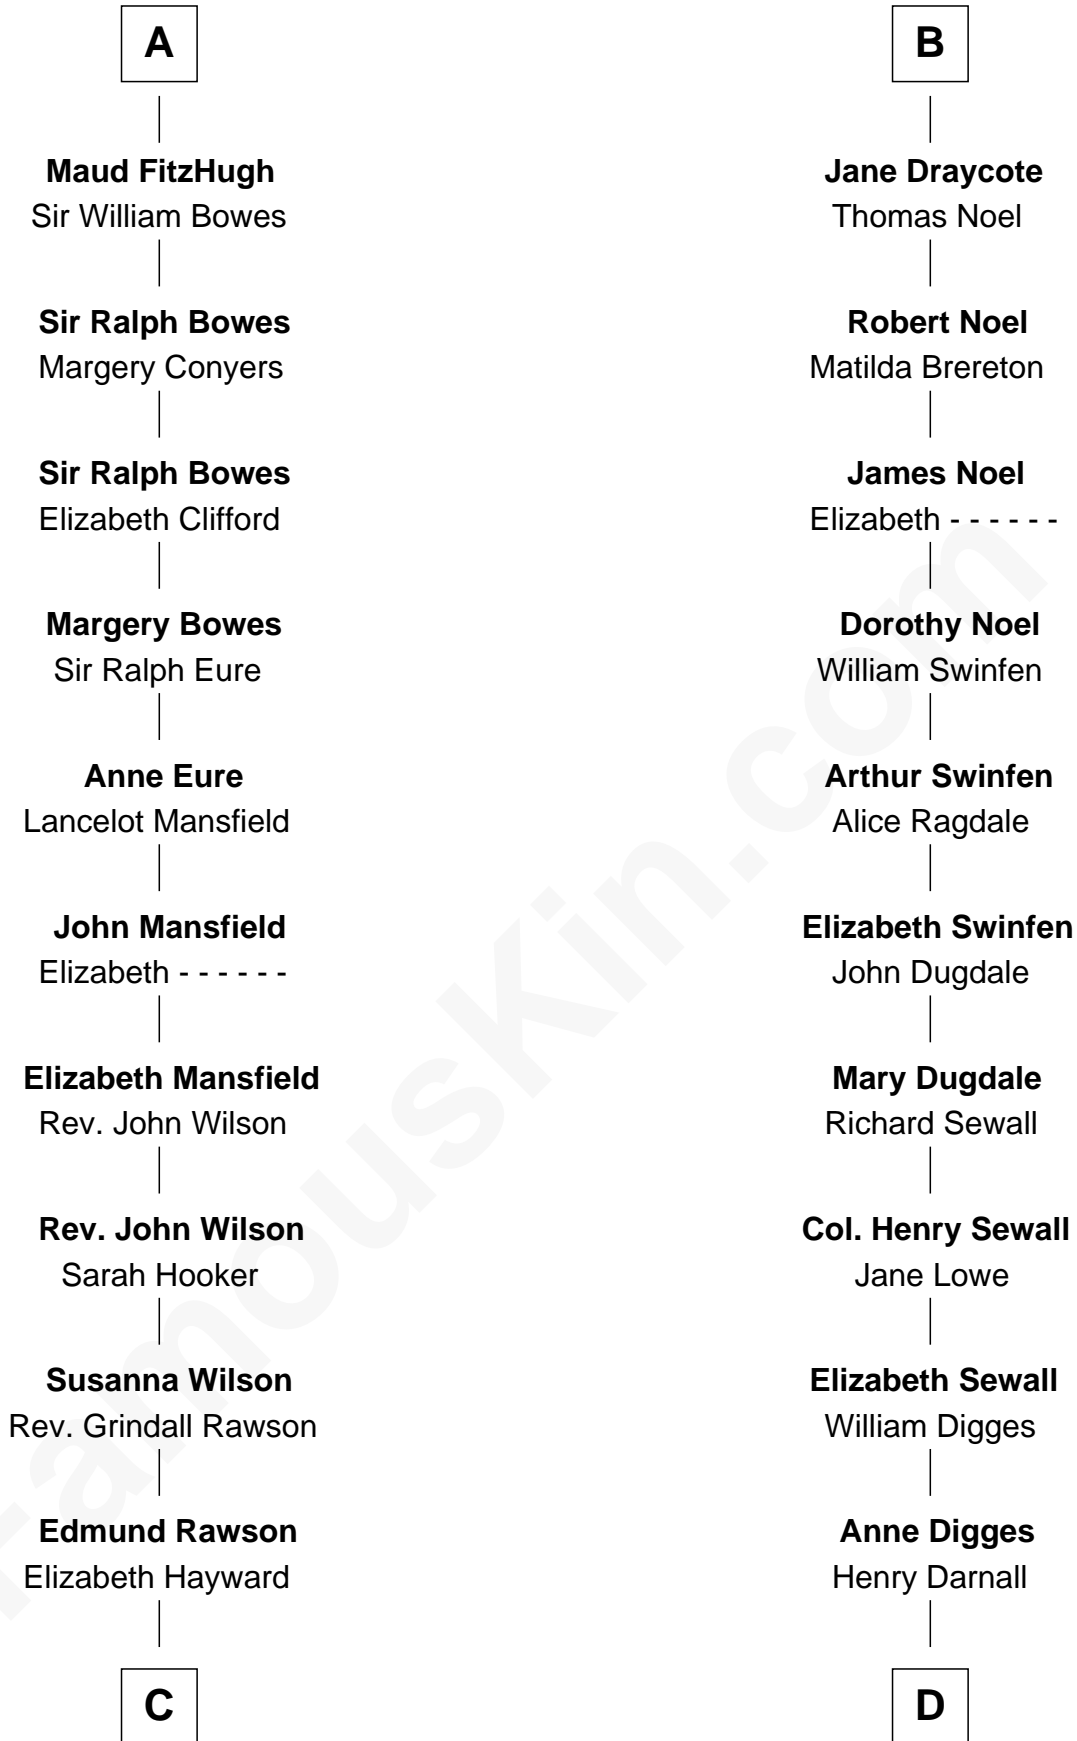 A
Maud FitzHugh
Sir William Bowes
Sir Ralph Bowes
Margery Conyers
Sir Ralph Bowes
Elizabeth Clifford
Margery Bowes
Sir Ralph Eure
Anne Eure
Lancelot Mansfield
John Mansfield
Elizabeth - - - - - -
Elizabeth Mansfield
Rev. John Wilson
Rev. John Wilson
Sarah Hooker
Susanna Wilson
Rev. Grindall Rawson
Edmund Rawson
Elizabeth Hayward
C
B
Jane Draycote
Thomas Noel
Robert Noel
Matilda Brereton
James Noel
Elizabeth - - - - - -
Dorothy Noel
William Swinfen
Arthur Swinfen
Alice Ragdale
Elizabeth Swinfen
John Dugdale
Mary Dugdale
Richard Sewall
Col. Henry Sewall
Jane Lowe
Elizabeth Sewall
William Digges
Anne Digges
Henry Darnall
D
FamousKin.com